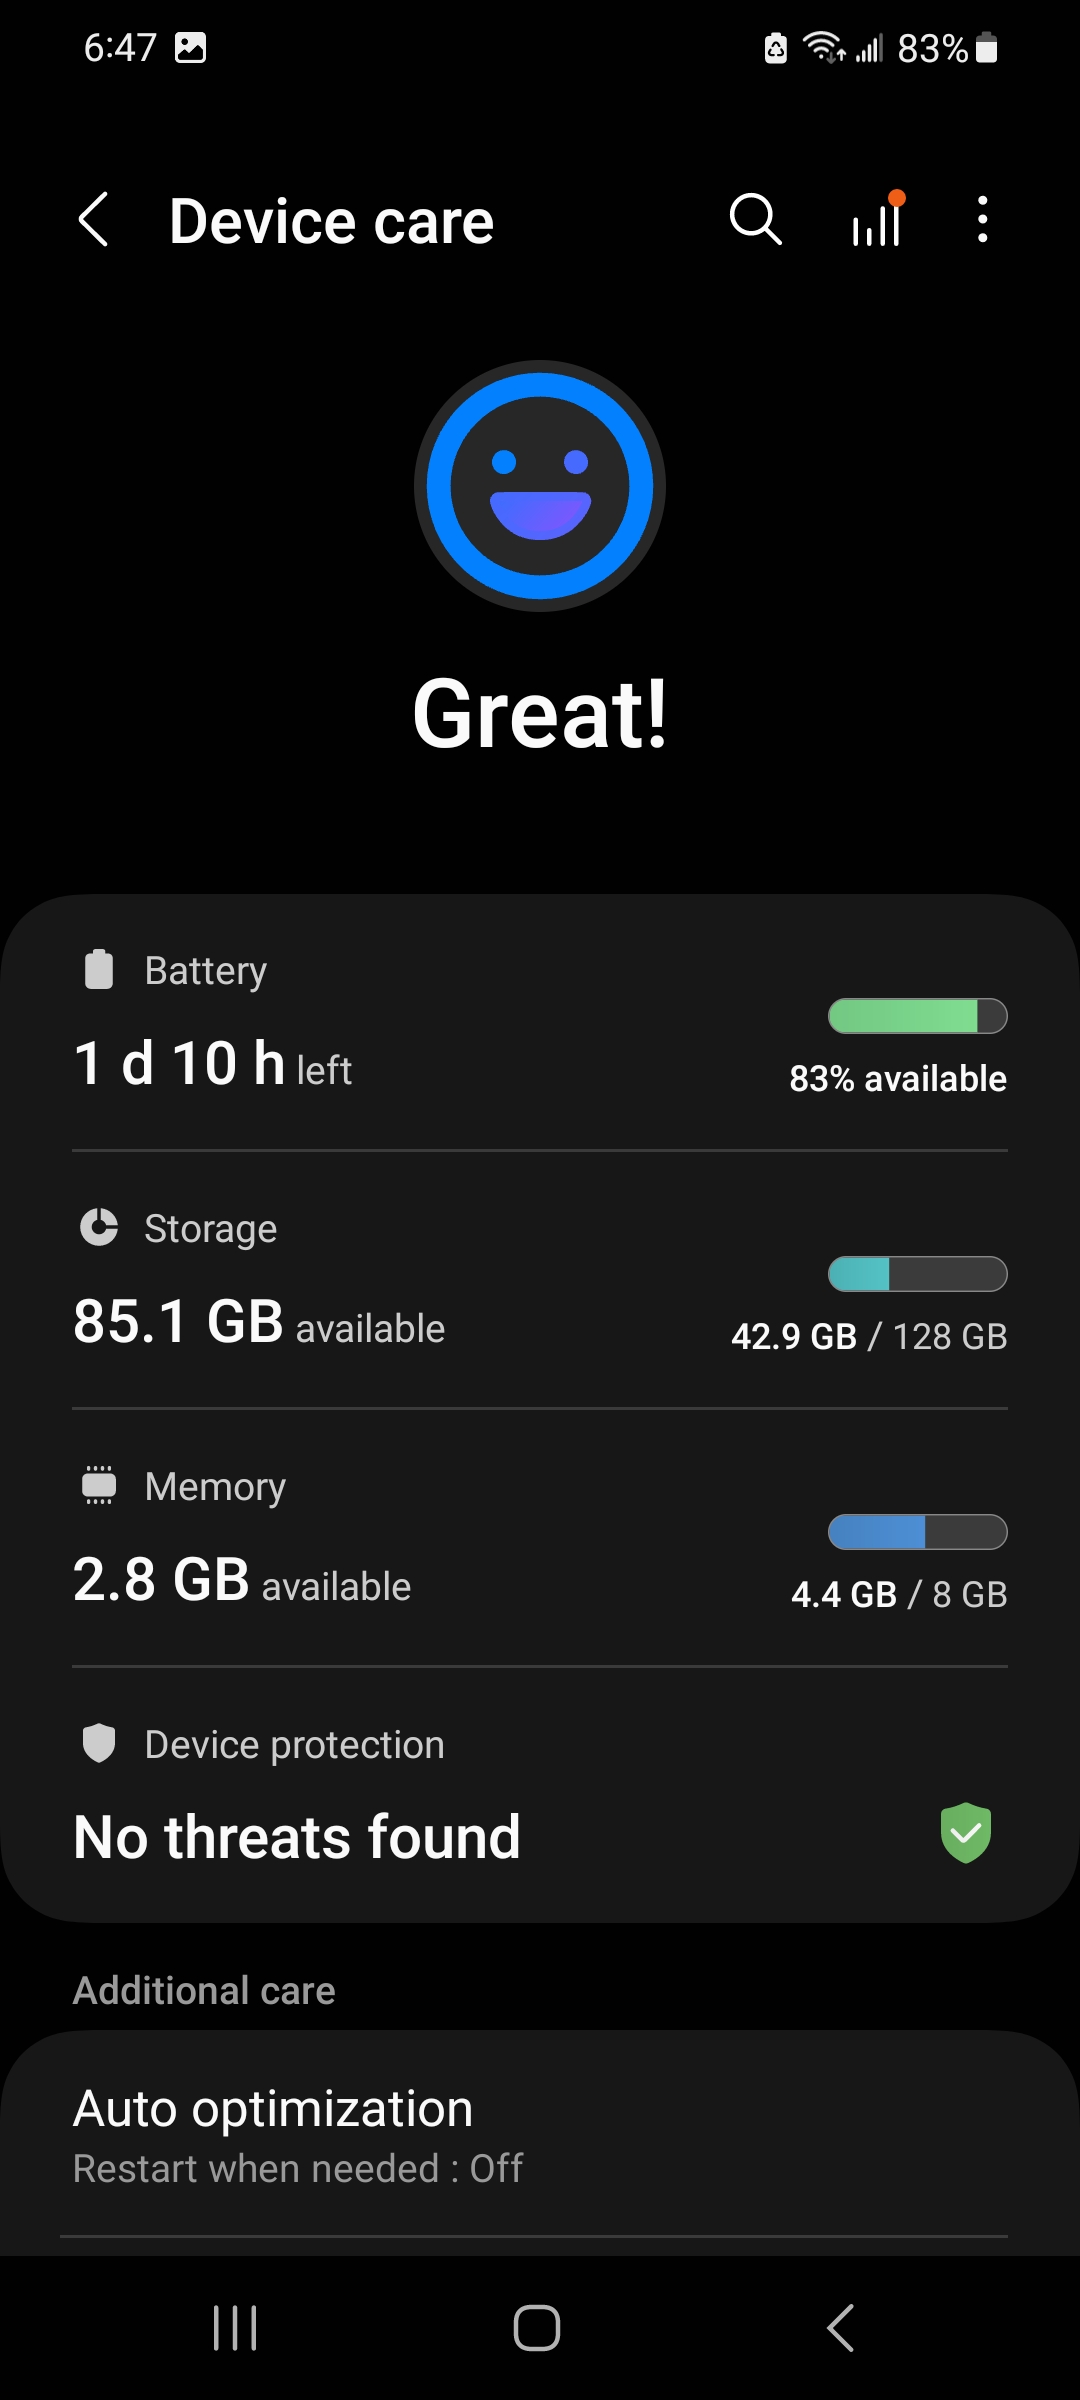 6:47 83%
Device care
Great!
Battery
1 d 10 h left
83% available
Storage
85.1 GB available
42.9 GB / 128 GB
Memory
2.8 GB available
4.4 GB / 8 GB
Device protection
No threats found
Additional care
Auto optimization
Restart when needed : Off